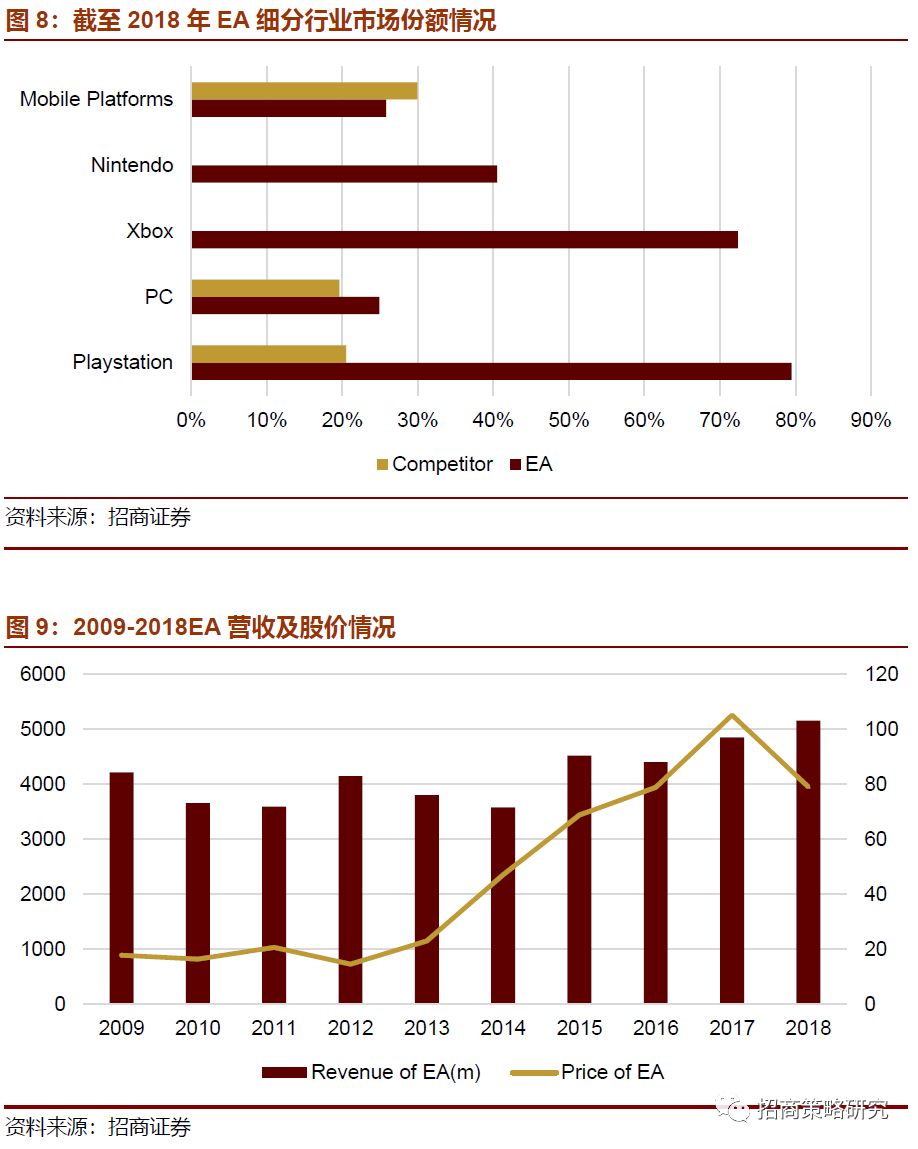 图 8：截至 2018 年 EA 细分行业市场份额情况
Mobile Platforms
Nintendo
Xbox
PC
Playstation
0% 10% 20% 30% 40% 50% 60% 70% 80% 90%
Competitor EA
资料来源：招商证券
图 9：2009-2018EA 营收及股价情况
6000 120
5000 100
4000 80
3000 60
2000 40
1000 20
0 0
2009 2010 2011 2012 2013 2014 2015 2016 2017 2018
Revenue of EA(m) Price of EA
招商策略研究
资料来源：招商证券